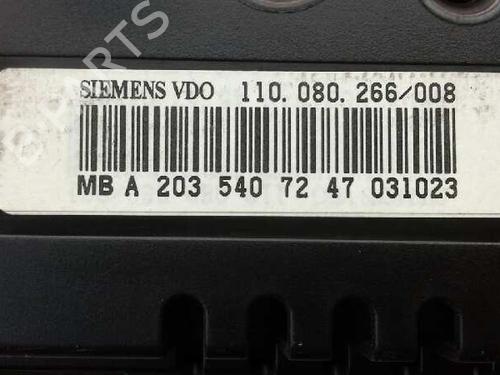 SIEMENS VDO 110.080.266/008
MB A 203 540 72 47 031023